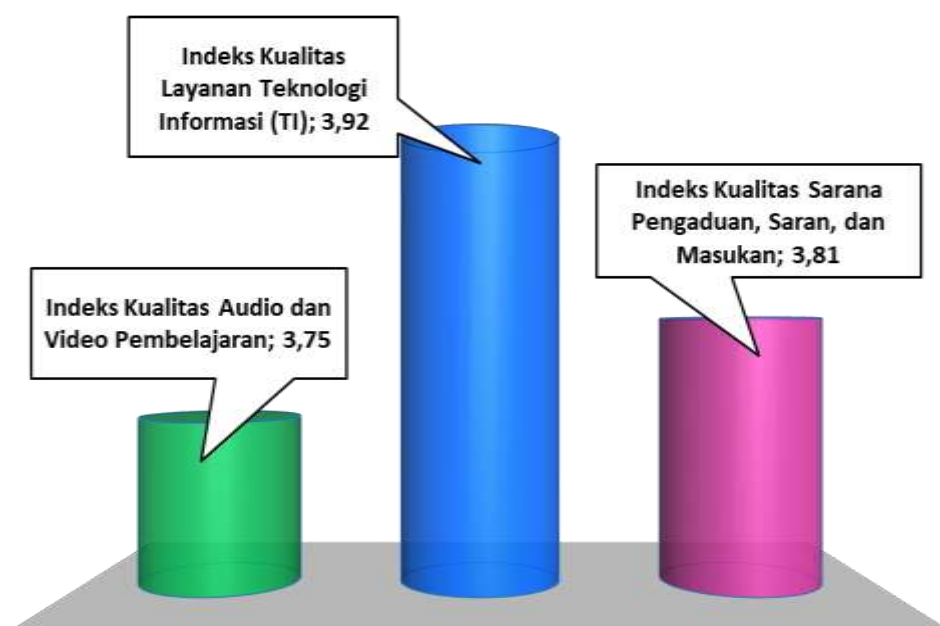 Indeks Kualitas
Layanan Teknologi
Informasi (TI); 3,92
Indeks Kualitas Sarana
Pengaduan, Saran, dan
Masukan; 3,81
Indeks Kualitas Audio dan
Video Pembelajaran; 3,75